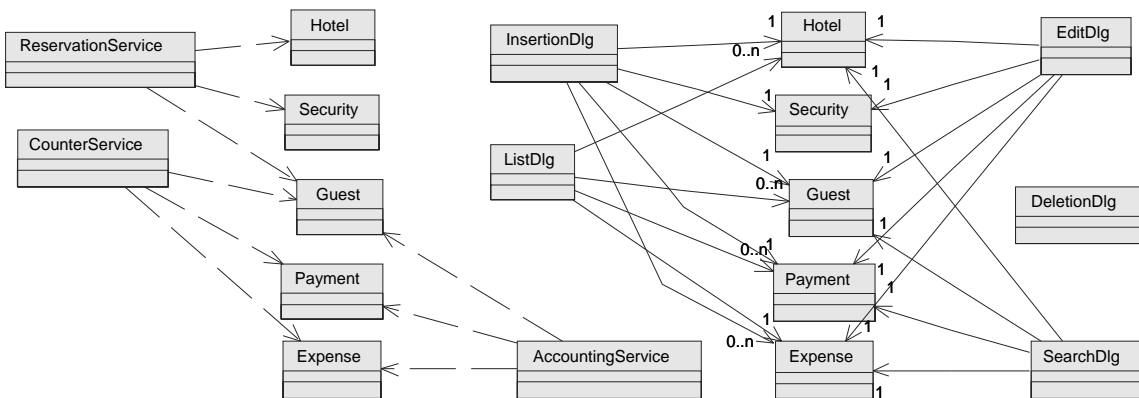 Hotel
1
Hotel
1
ReservationService
InsertionDlg
EditDlg
0..n
1
1
1
Security
Security
CounterService
ListDlg
1
1
Guest
0..n
Guest
DeletionDlg
1
1
0..n
Payment
Payment
1
1
1
1
0..n
Expense
AccountingService
Expense
SearchDlg
1